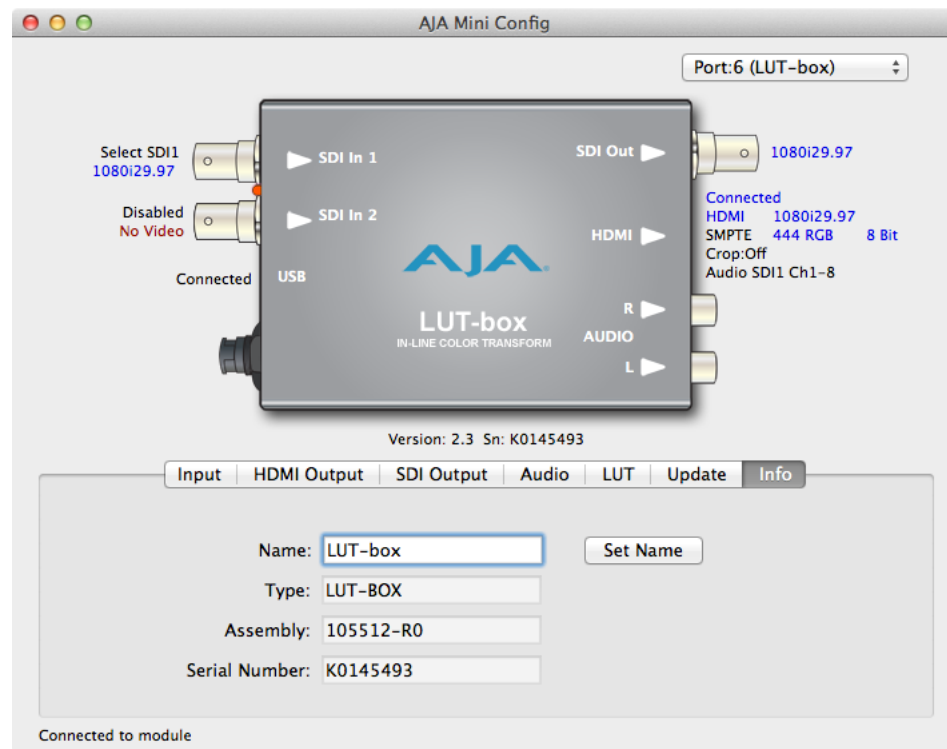 AJA Mini Config
Port:6 (LUT-box)
Select SDI1
1080i29.97
SDI In 1
SDI Out
1080i29.97
Disabled
No Video
SDI In 2
Connected
HDMI 1080i29.97
HDMI
SMPTE 444 RGB 8 Bit
Crop:Off
Audio SDI1 Ch1-8
Connected
USB
AJA
LUT-box
IN-LINE COLOR TRANSFORM
R
AUDIO
L
Version: 2.3 Sn: K0145493
Input HDMI Output SDI Output Audio LUT Update Info
Name: LUT-box Set Name
Type: LUT-BOX
Assembly: 105512-R0
Serial Number: K0145493
Connected to module